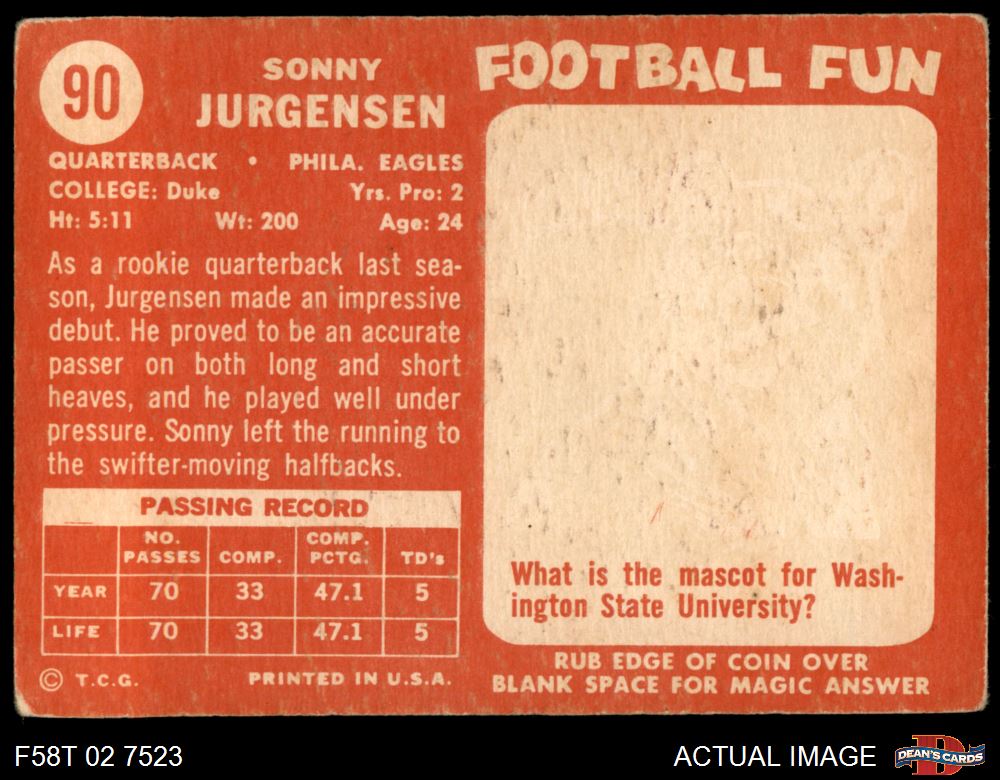 90
SONNY
JURGENSEN
QUARTERBACK • PHILA. EAGLES
COLLEGE: Duke Yrs. Pro: 2
Ht: 5:11 Wt: 200 Age: 24
As a rookie quarterback last sea-
son, Jurgensen made an impressive
debut. He proved to be an accurate
passer on both long and short
heaves, and he played well under
pressure. Sonny left the running to
the swifter-moving halfbacks.
PASSING RECORD
NO. PASSES COMP. COMP. PCTG. TD's
YEAR 70 33 47.1 5
LIFE 70 33 47.1 5
© T.C.G. PRINTED IN U.S.A.
FOOTBALL FUN
What is the mascot for Wash-
ington State University?
RUB EDGE OF COIN OVER
BLANK SPACE FOR MAGIC ANSWER
F58T 02 7523
ACTUAL IMAGE
DEAN'S CARDS